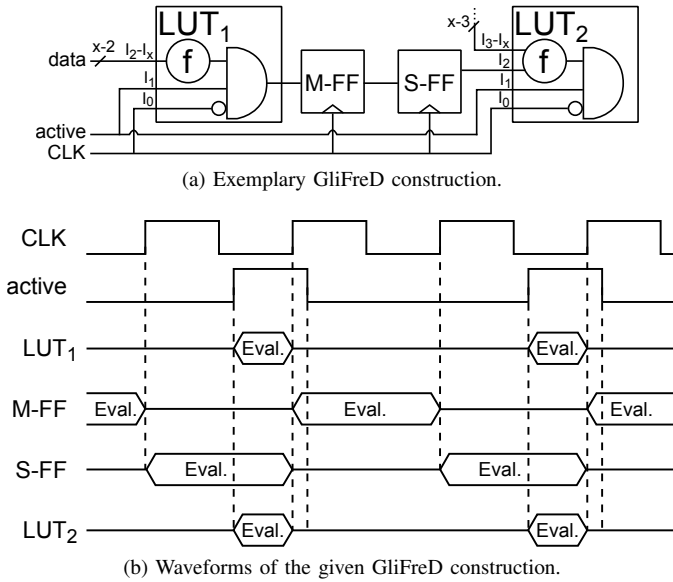 LUT₁
LUT₂
x-3
x-2
data
I₂-Iₓ
f
I₁
I₀
M-FF
S-FF
I₃-Iₓ
I₂
f
I₁
I₀
active
CLK
(a) Exemplary GliFreD construction.
CLK
active
LUT₁ Eval. Eval.
M-FF Eval. Eval. Eval.
S-FF Eval. Eval.
LUT₂ Eval. Eval.
(b) Waveforms of the given GliFreD construction.